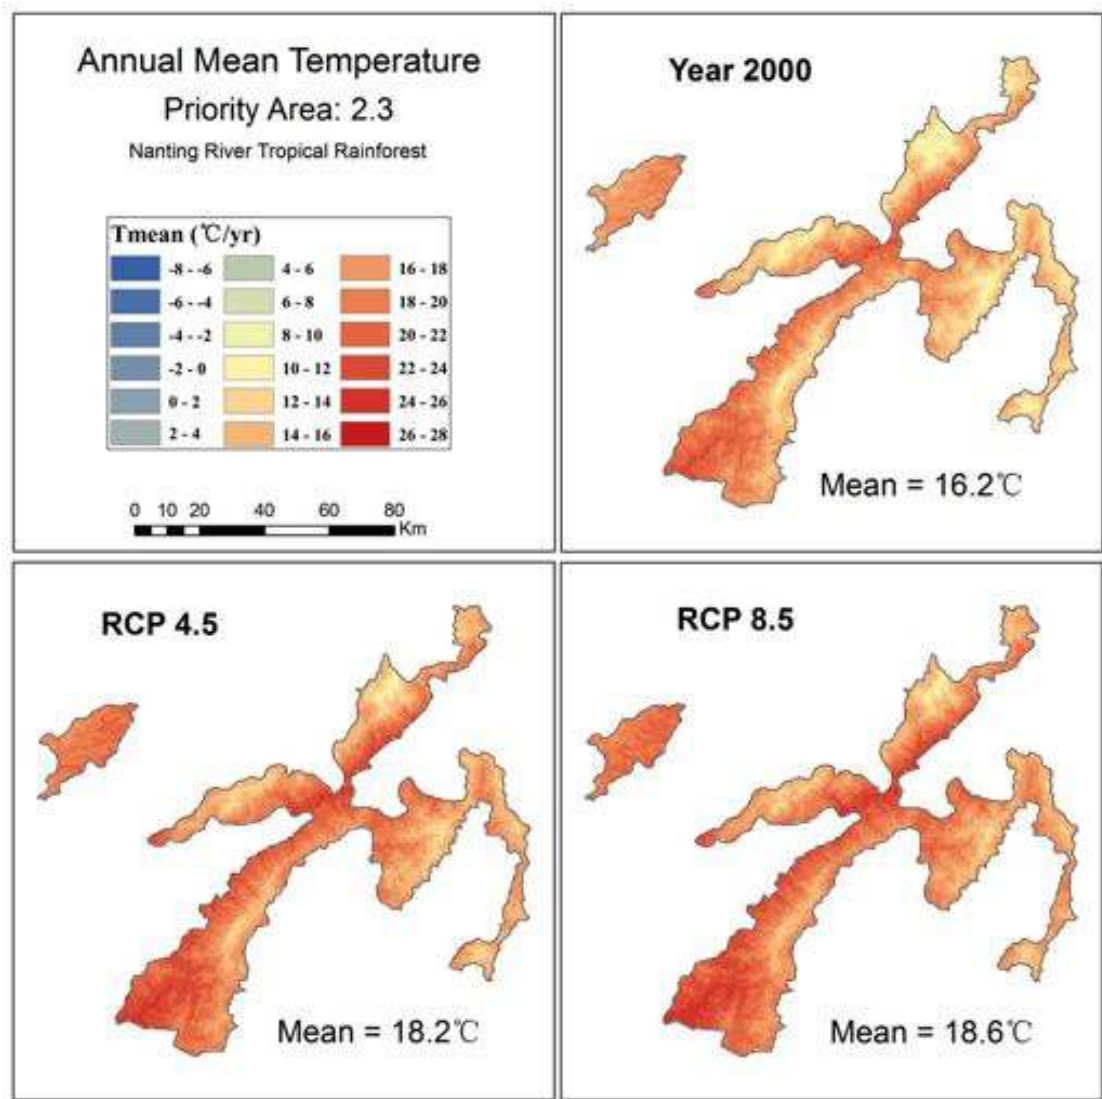 Annual Mean Temperature
Priority Area: 2.3
Nanting River Tropical Rainforest
Tmean (℃/yr)
-8 - -6 4 - 6 16 - 18
-6 - -4 6 - 8 18 - 20
-4 - -2 8 - 10 20 - 22
-2 - 0 10 - 12 22 - 24
0 - 2 12 - 14 24 - 26
2 - 4 14 - 16 26 - 28
0 10 20 40 60 80
Km
Year 2000
Mean = 16.2℃
RCP 4.5
Mean = 18.2℃
RCP 8.5
Mean = 18.6℃